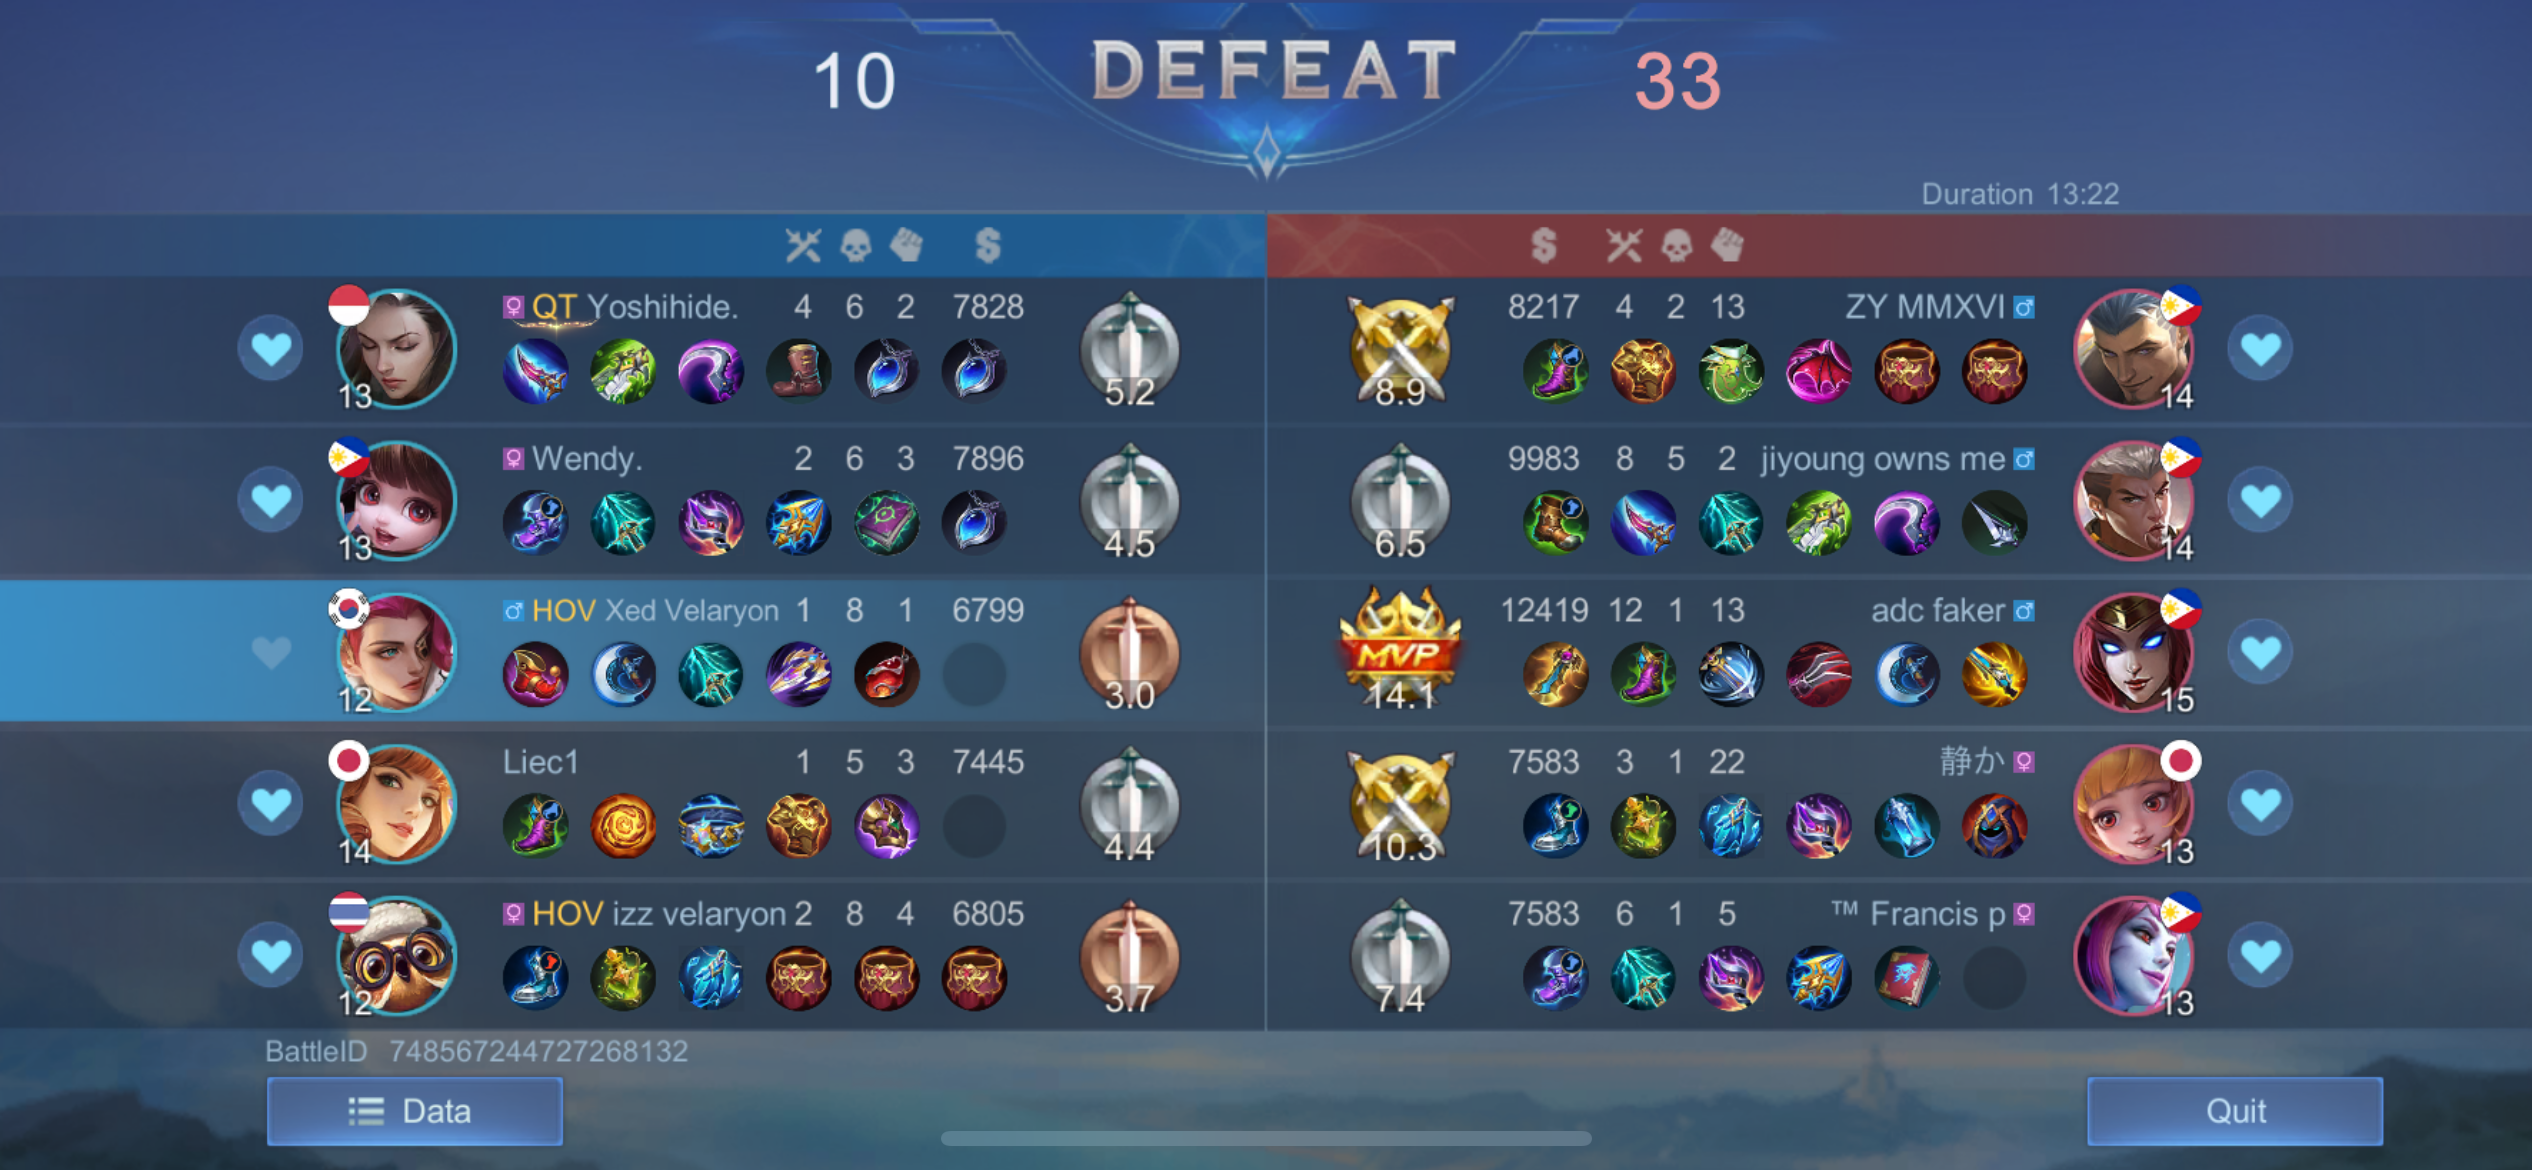 10 DEFEAT 33
Duration 13:22
QT Yoshihide. 4 6 2 7828
13 5.2
8217 4 2 13 ZY MMXVI
8.9 14
Wendy. 2 6 3 7896
13 4.5
9983 8 5 2 jiyoung owns me
6.5 14
HOV Xed Velaryon 1 8 1 6799
12 3.0
12419 12 1 13 adc faker
MVP
14.1 15
Liec1 1 5 3 7445
14 4.4
7583 3 1 22 静か
10.3 13
HOV izz velaryon 2 8 4 6805
12 3.7
7583 6 1 5 ™ Francis p
7.4 13
BattleID 748567244727268132
Data
Quit